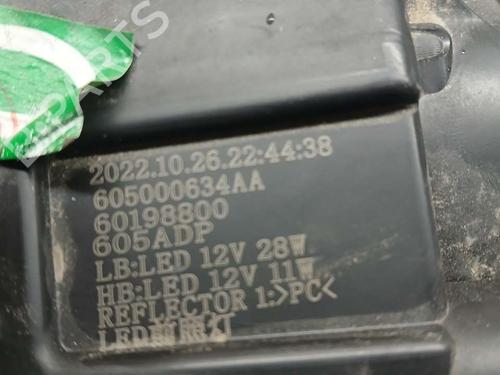 PARTS
2022.10.26.22:44:38
605000634AA
60198800
605ADP
LB:LED 12V 28W
HB:LED 12V 11W
REFLECTOR 1:>PC<
LED前照灯